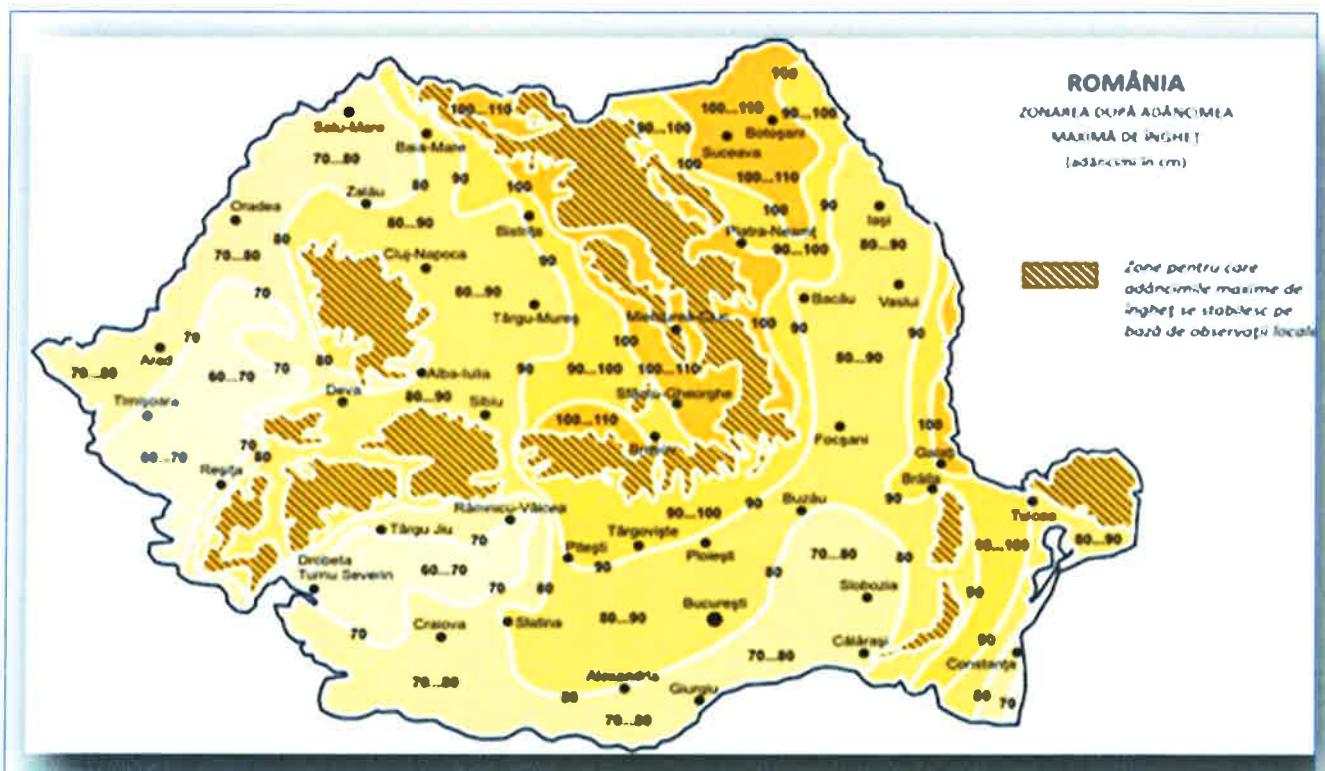 ROMÂNIA
ZONAREA DUPĂ ADÂNCIMEA
MAXIMĂ DE ÎNGHEȚ
(adâncimi în cm)
Zone pentru care
adâncimile maxime de
îngheț se stabilesc pe
bază de observații locale
100
100...110
100...110
90...100
Botoșani
Satu-Mare
90...100
Suceava
Baia-Mare
70...80
100
100...110
80
90
100
Zalău
90
Iași
Oradea
80...90
100
Bistrița
80
Piatra-Neamț
80...90
70...80
Cluj-Napoca
90
90...100
70
80...90
Bacău
Vaslui
Târgu-Mureș
Miercurea-Ciuc
100
90
90
70
100
Arad
80
80...90
70...80
60...70
70
Alba-Iulia
90
90...100
100...110
Timișoara
Deva
80...90
Sibiu
Sfântu-Gheorghe
100...110
Focșani
100
70
Brașov
60...70
80
Galați
Reșița
Brăila
90
Râmnicu-Vâlcea
90...100
90
Buzău
Tulcea
Târgu Jiu
70
Târgoviște
80...90
Pitești
Ploiești
70...80
80
90...100
Drobeta
Turnu Severin
60...70
90
80
70
80
Slobozia
90
București
Craiova
Slatina
80...90
70
90
Călărași
70...80
Constanța
70...80
Alexandria
80
Giurgiu
80
70
70...80